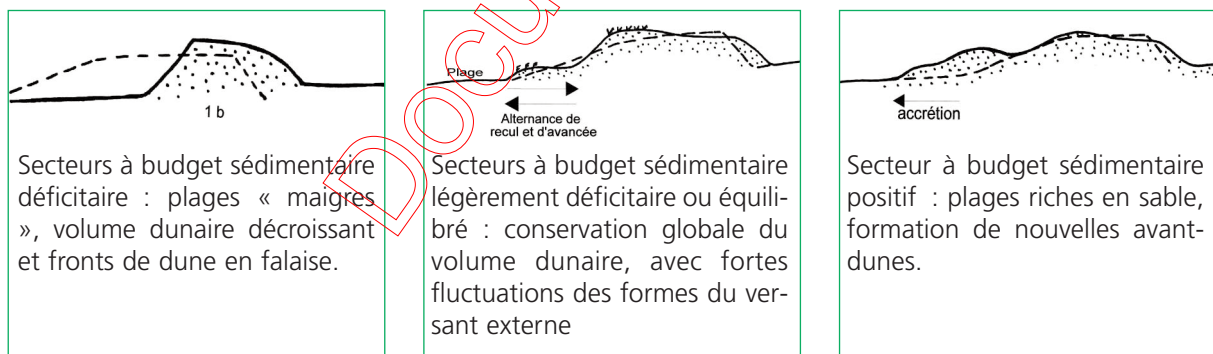 1 b
Secteurs à budget sédimentaire
déficitaire : plages « maigres
», volume dunaire décroissant
et fronts de dune en falaise.
Plage
Alternance de
recul et d'avancée
Secteurs à budget sédimentaire
légèrement déficitaire ou équili-
bré : conservation globale du
volume dunaire, avec fortes
fluctuations des formes du ver-
sant externe
accrétion
Secteur à budget sédimentaire
positif : plages riches en sable,
formation de nouvelles avant-
dunes.
Docu